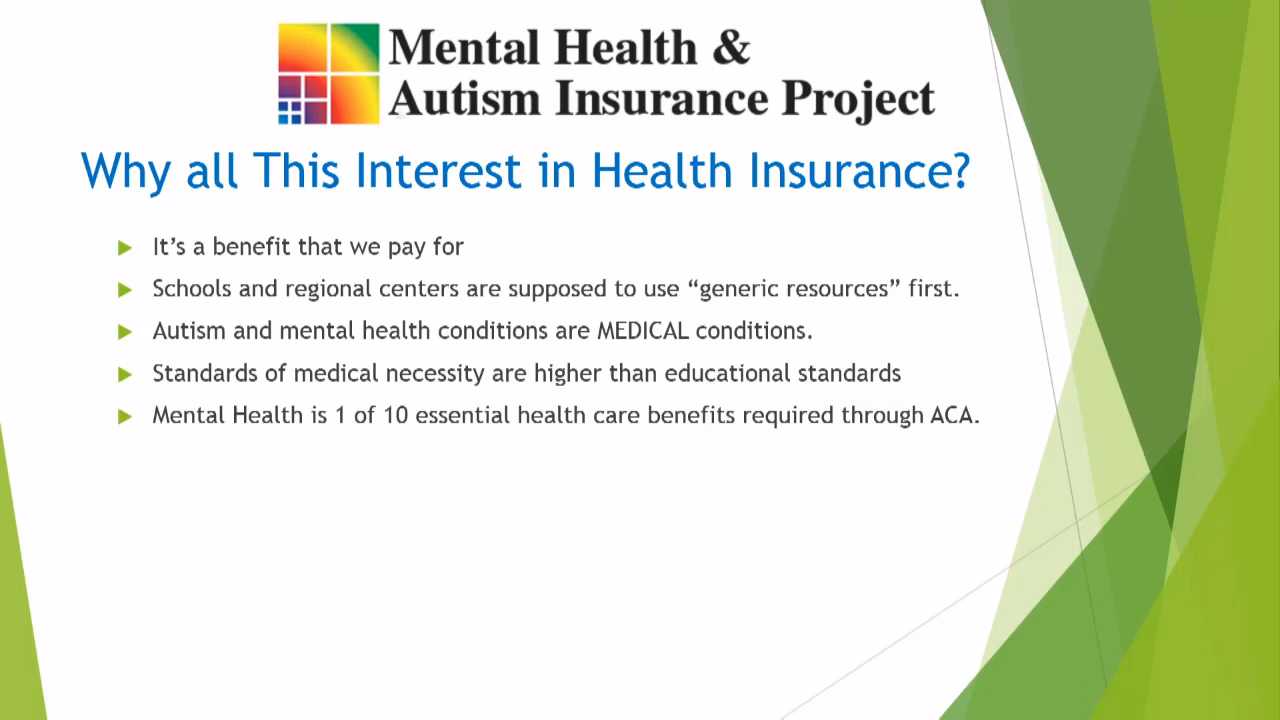 Mental Health &
Autism Insurance Project
Why all This Interest in Health Insurance?
It’s a benefit that we pay for
Schools and regional centers are supposed to use “generic resources” first.
Autism and mental health conditions are MEDICAL conditions.
Standards of medical necessity are higher than educational standards
Mental Health is 1 of 10 essential health care benefits required through ACA.